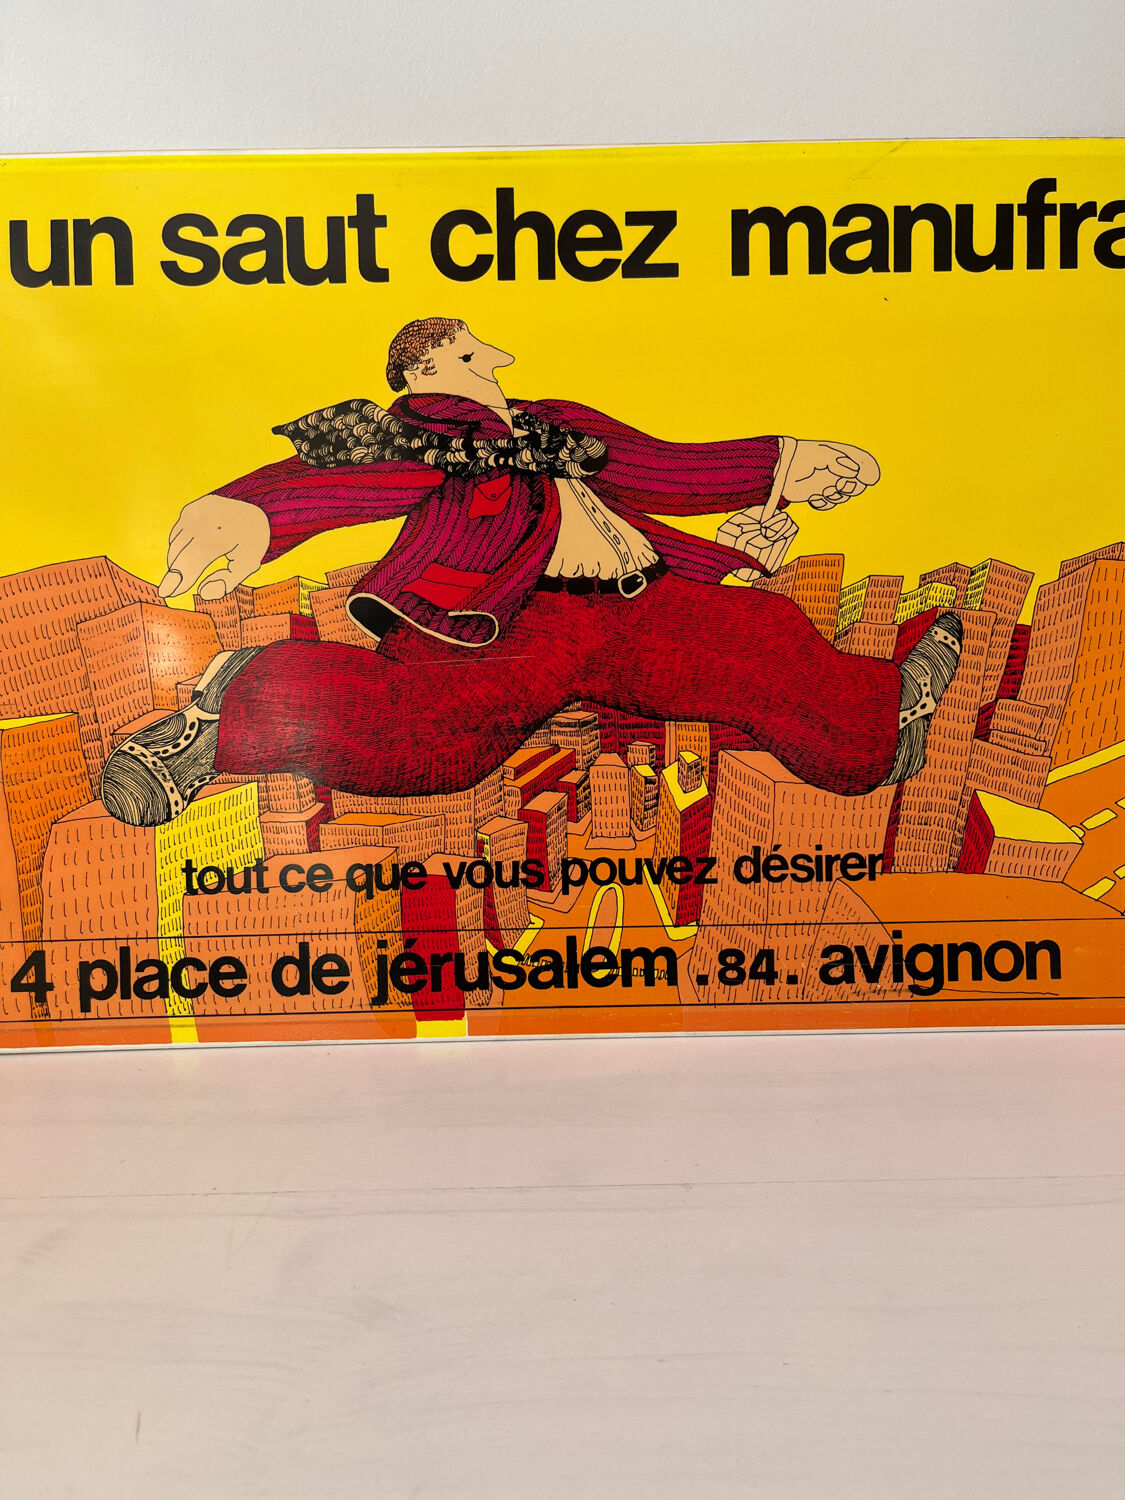 un saut chez manufra
tout ce que vous pouvez désirer
4 place de jérusalem .84. avignon